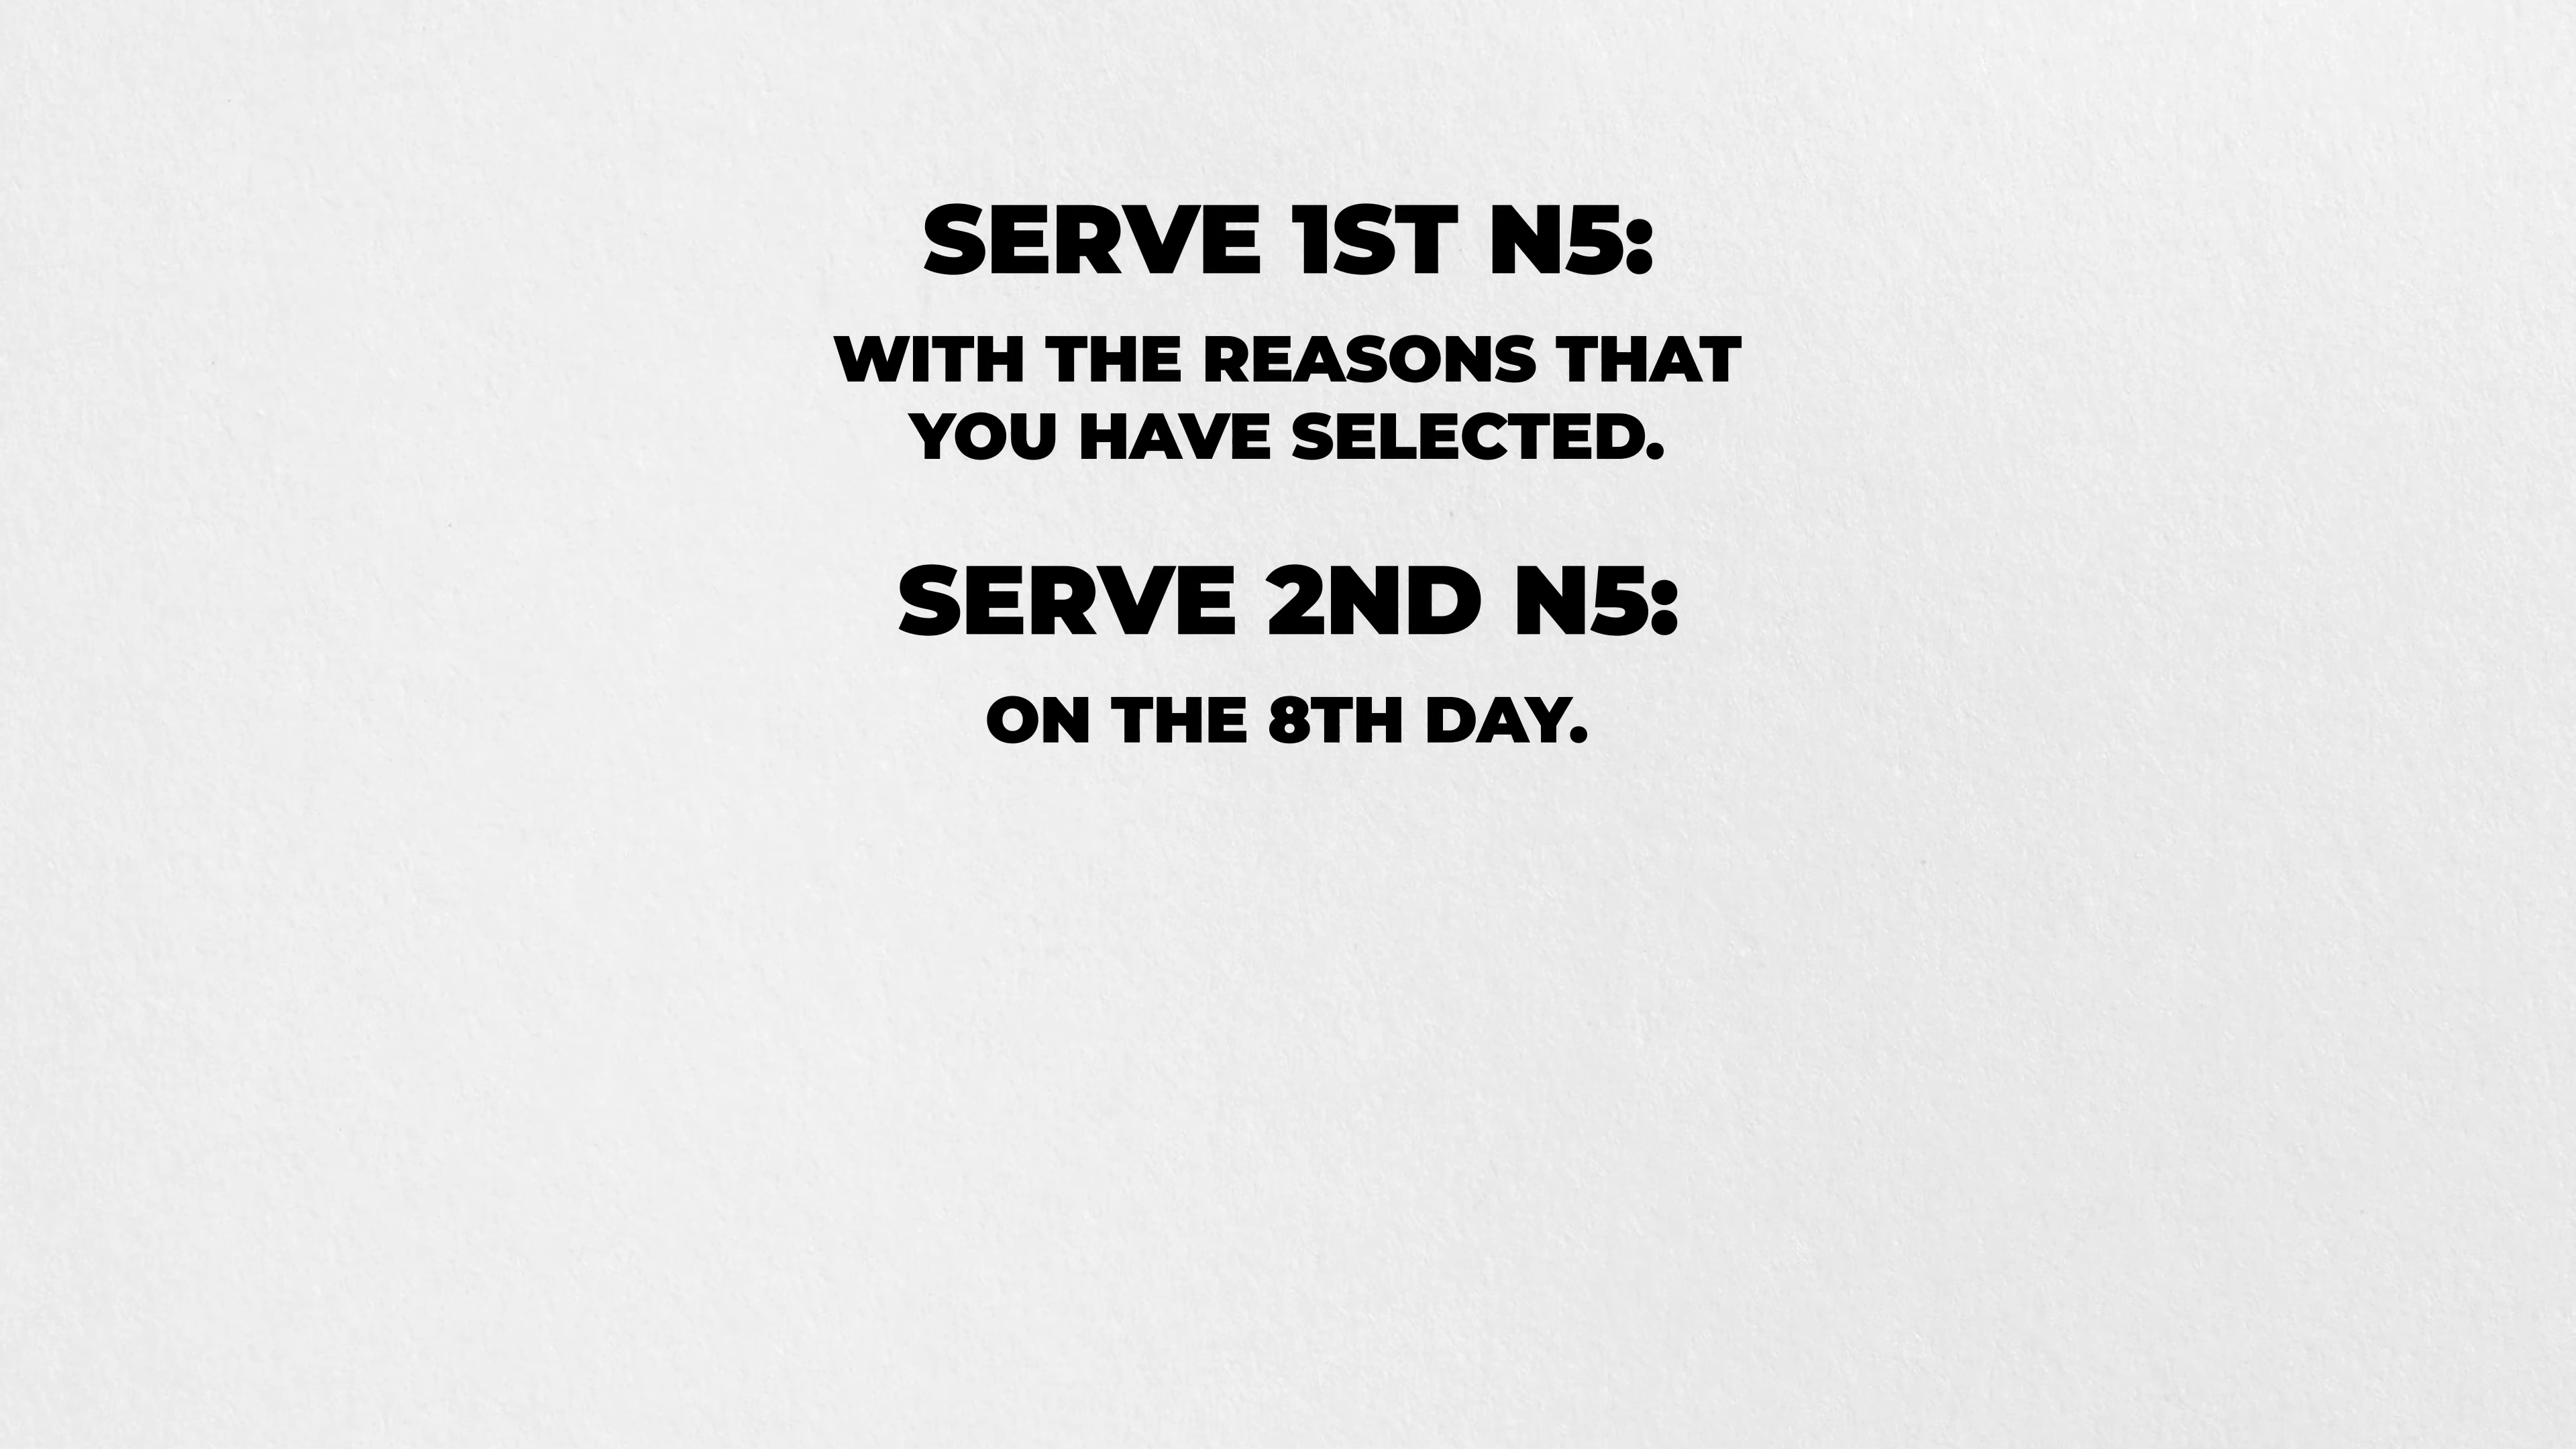 SERVE 1ST N5:
WITH THE REASONS THAT
YOU HAVE SELECTED.
SERVE 2ND N5:
ON THE 8TH DAY.